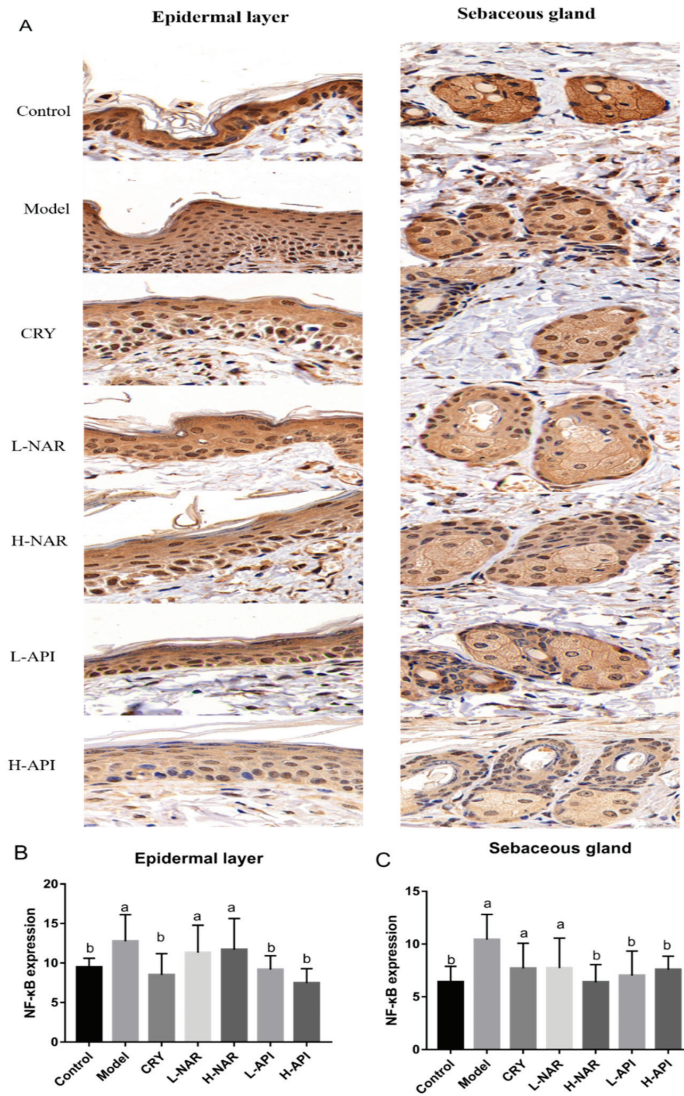 A
Epidermal layer
Sebaceous gland
Control
Model
CRY
L-NAR
H-NAR
L-API
H-API
B
Epidermal layer
NF-κB expression
20
15
10
5
0
b
a
b
a
a
b
b
Control
Model
CRY
L-NAR
H-NAR
L-API
H-API
C
Sebaceous gland
NF-κB expression
15
10
5
0
b
a
a
a
b
b
b
Control
Model
CRY
L-NAR
H-NAR
L-API
H-API